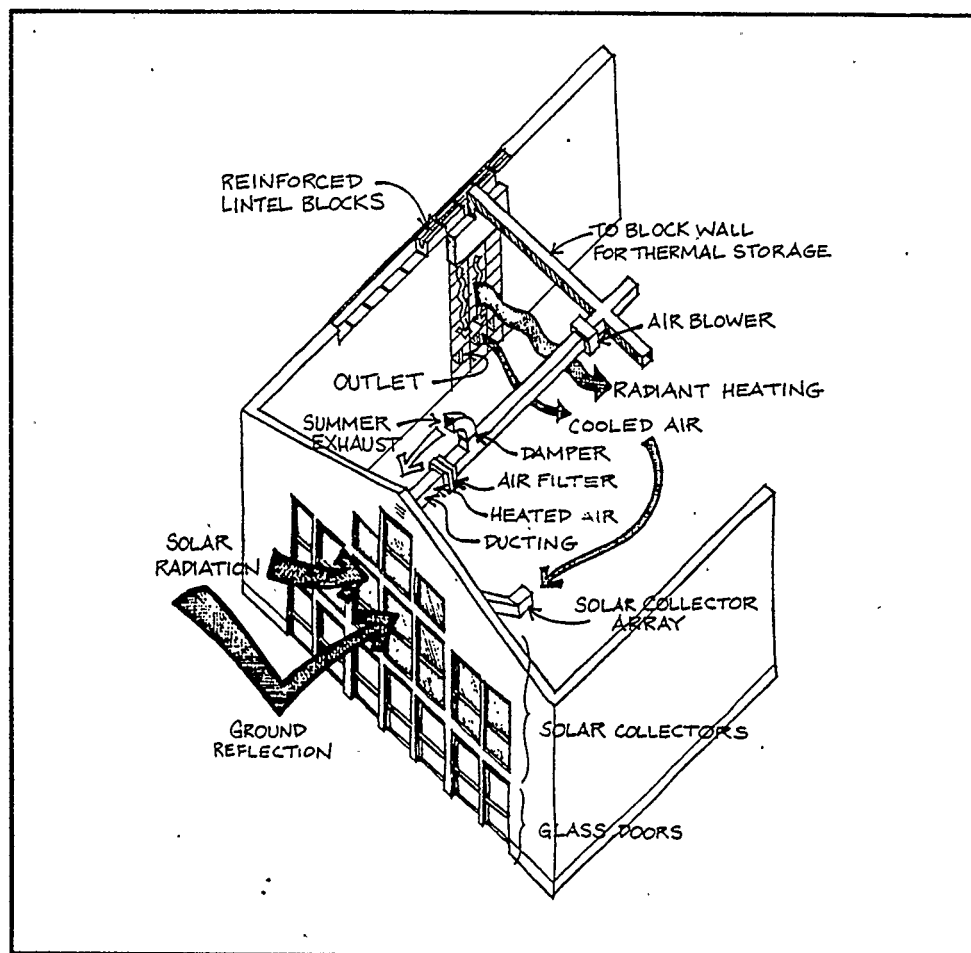 REINFORCED
LINTEL BLOCKS
TO BLOCK WALL
FOR THERMAL STORAGE
AIR BLOWER
OUTLET
RADIANT HEATING
SUMMER
EXHAUST
COOLED AIR
DAMPER
AIR FILTER
HEATED AIR
DUCTING
SOLAR
RADIATION
SOLAR COLLECTOR
ARRAY
GROUND
REFLECTION
SOLAR COLLECTORS
GLASS DOORS